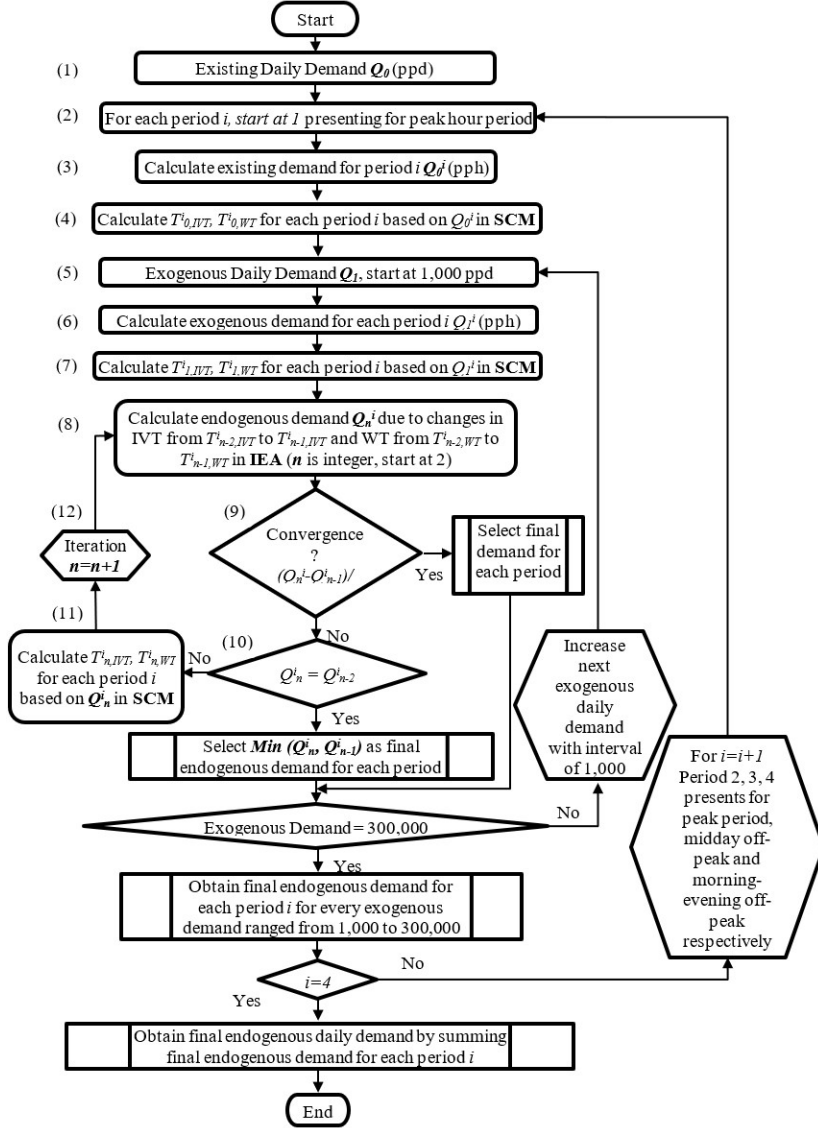 Start
(1)
Existing Daily Demand Q₀ (ppd)
(2)
For each period i, start at 1 presenting for peak hour period
(3)
Calculate existing demand for period i Q₀ⁱ (pph)
(4)
Calculate Tⁱ₀,IVT, Tⁱ₀,WT for each period i based on Q₀ⁱ in SCM
(5)
Exogenous Daily Demand Q₁, start at 1,000 ppd
(6)
Calculate exogenous demand for each period i Q₁ⁱ (pph)
(7)
Calculate Tⁱ₁,IVT, Tⁱ₁,WT for each period i based on Q₁ⁱ in SCM
(8)
Calculate endogenous demand Qₙⁱ due to changes in
IVT from Tⁱₙ₋₂,IVT to Tⁱₙ₋₁,IVT and WT from Tⁱₙ₋₂,WT to
Tⁱₙ₋₁,WT in IEA (n is integer, start at 2)
(12)
Iteration
n=n+1
(9)
Convergence
?
(Qₙⁱ-Qⁱₙ₋₁)/
Yes
Select final
demand for
each period
No
(11)
Calculate Tⁱₙ,IVT, Tⁱₙ,WT
for each period i
based on Qⁱₙ in SCM
No
(10)
Qⁱₙ = Qⁱₙ₋₂
Yes
Select Min (Qⁱₙ, Qⁱₙ₋₁) as final
endogenous demand for each period
Increase
next
exogenous
daily
demand
with interval
of 1,000
Exogenous Demand = 300,000
No
Yes
For i=i+1
Period 2, 3, 4
presents for
peak period,
midday off-
peak and
morning-
evening off-
peak
respectively
Obtain final endogenous demand for
each period i for every exogenous
demand ranged from 1,000 to 300,000
i=4
No
Yes
Obtain final endogenous daily demand by summing
final endogenous demand for each period i
End